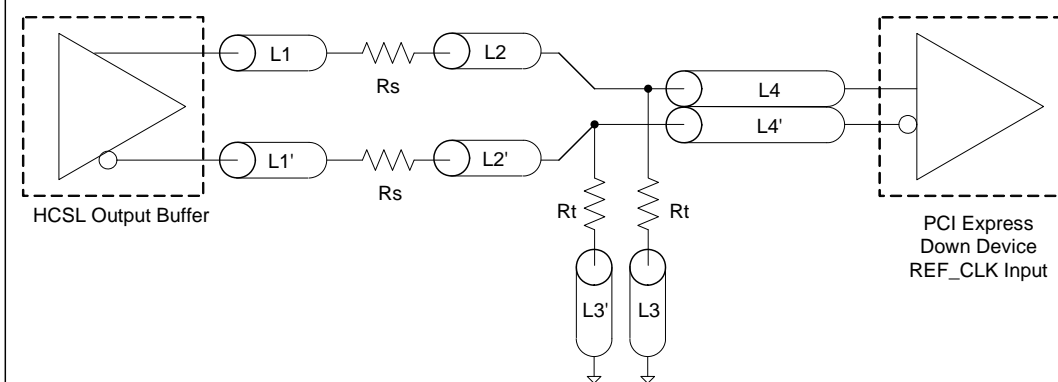 L1
Rs
L2
L4
L4'
L1'
Rs
L2'
HCSL Output Buffer
Rt
Rt
L3'
L3
PCI Express
Down Device
REF_CLK Input